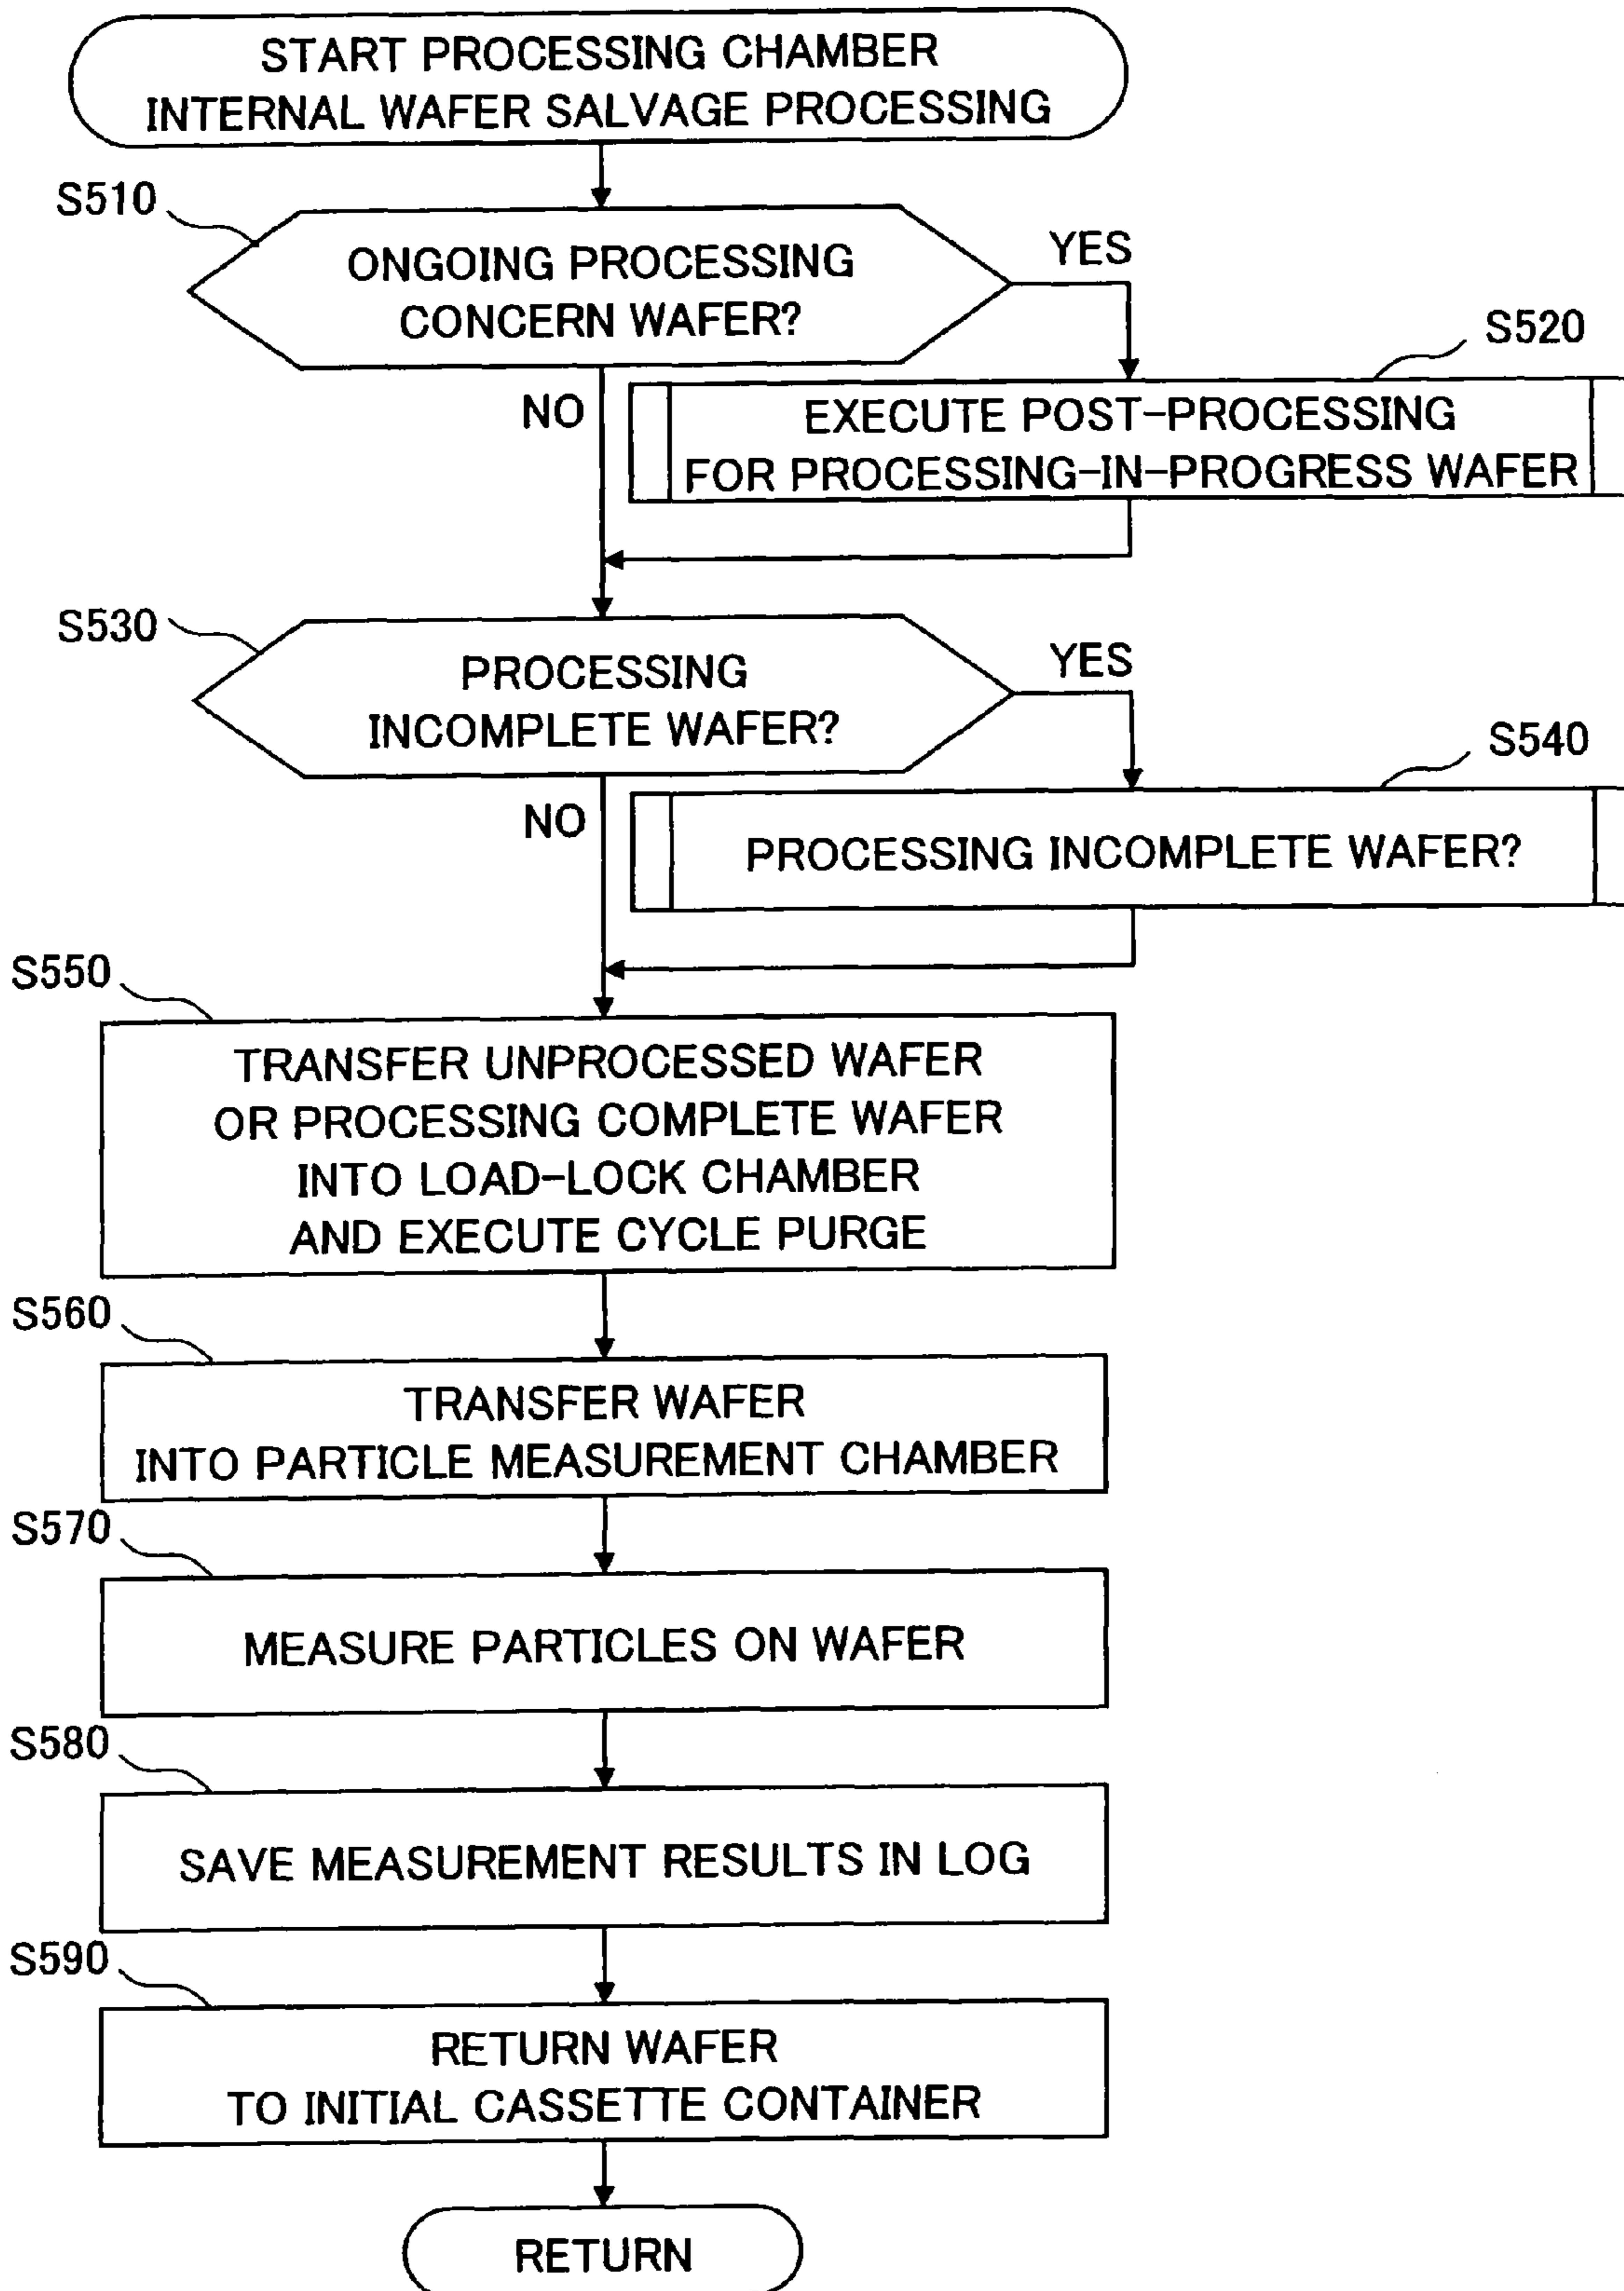 START PROCESSING CHAMBER
INTERNAL WAFER SALVAGE PROCESSING
S510
ONGOING PROCESSING
CONCERN WAFER?
YES
NO
S520
EXECUTE POST-PROCESSING
FOR PROCESSING-IN-PROGRESS WAFER
S530
PROCESSING
INCOMPLETE WAFER?
YES
NO
S540
PROCESSING INCOMPLETE WAFER?
S550
TRANSFER UNPROCESSED WAFER
OR PROCESSING COMPLETE WAFER
INTO LOAD-LOCK CHAMBER
AND EXECUTE CYCLE PURGE
S560
TRANSFER WAFER
INTO PARTICLE MEASUREMENT CHAMBER
S570
MEASURE PARTICLES ON WAFER
S580
SAVE MEASUREMENT RESULTS IN LOG
S590
RETURN WAFER
TO INITIAL CASSETTE CONTAINER
RETURN